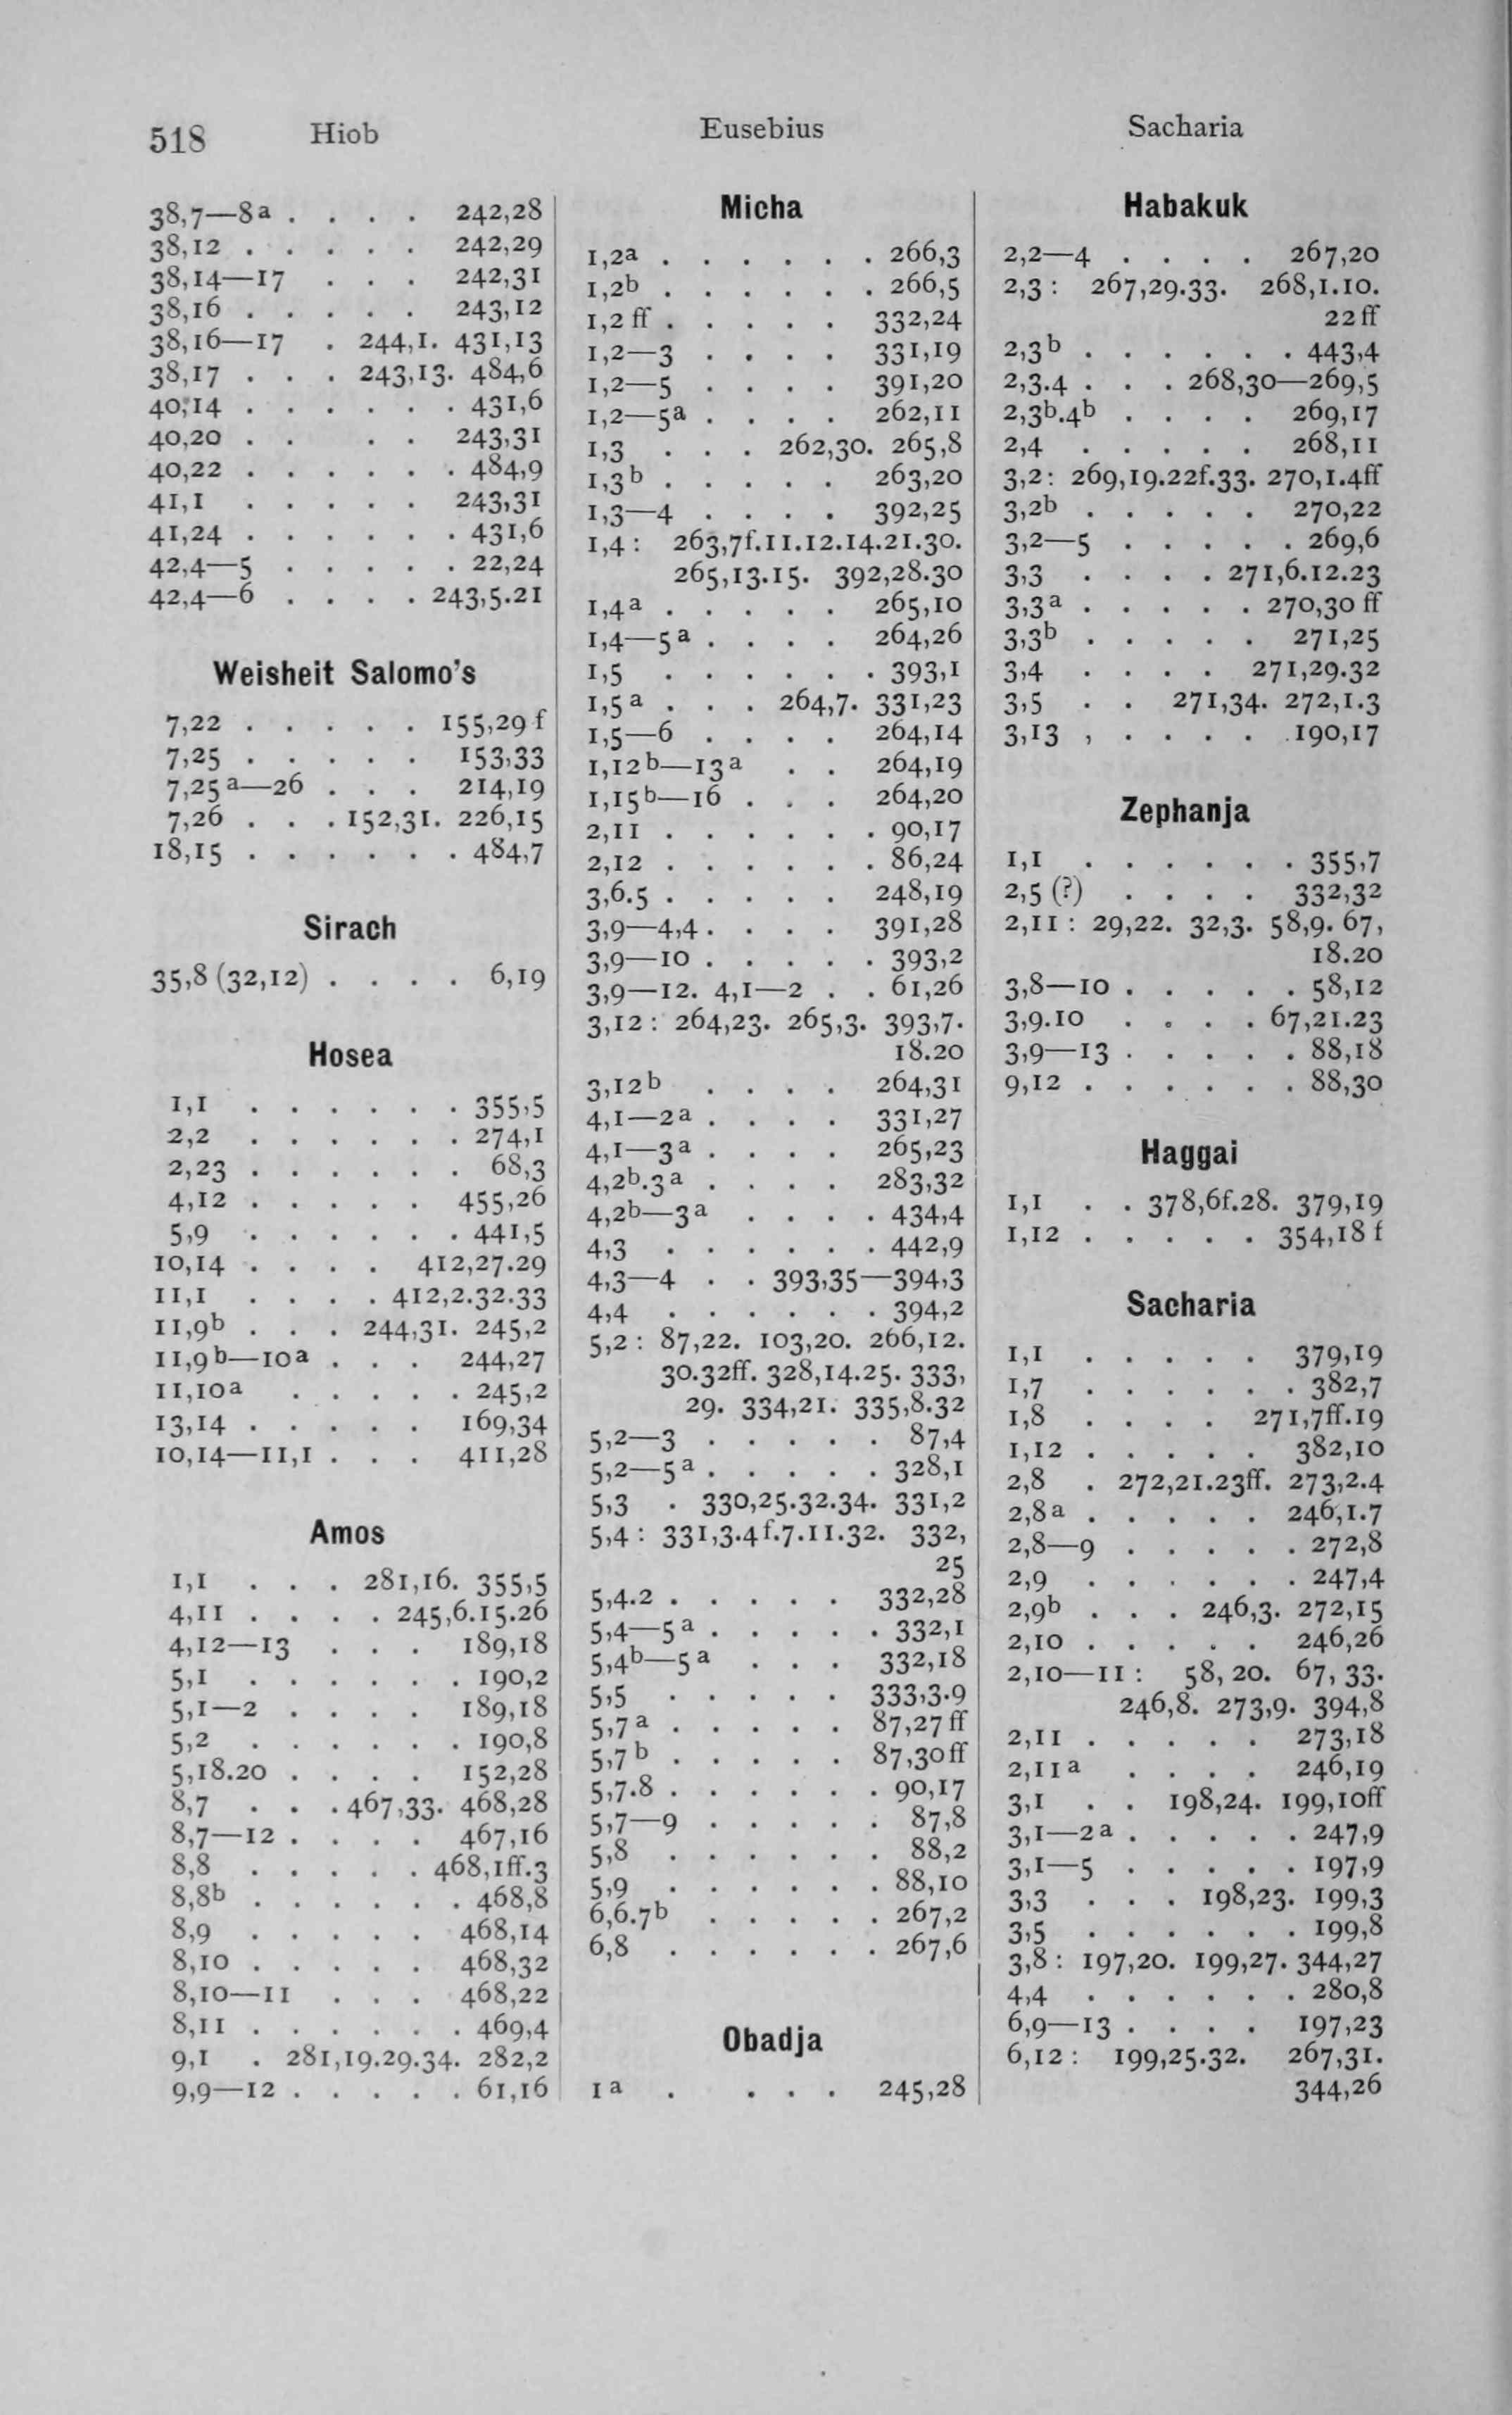 518 Hiob Eusebius Sacharia
38,7—8a . . . . 242,28
38,12 . . . . . 242,29
38,14—17 . . . 242,31
38,16 . . . . . 243,12
38,16—17 . 244,1. 431,13
38,17 . . . 243,13. 484,6
40,14 . . . . . . 431,6
40,20 . . . . 243,31
40,22 . . . . . . 484,9
41,1 . . . . . 243,31
41,24 . . . . . . 431,6
42,4—5 . . . . . 22,24
42,4—6 . . . . 243,5.21
Weisheit Salomo's
7,22 . . . . . 155,29 f
7,25 . . . . . 153,33
7,25a—26 . . . 214,19
7,26 . . . 152,31. 226,15
18,15 . . . . . . 484,7
Sirach
35,8 (32,12) . . . . 6,19
Hosea
1,1 . . . . . . 355,5
2,2 . . . . . . 274,1
2,23 . . . . . . 68,3
4,12 . . . . . 455,26
5,9 . . . . . . 441,5
10,14 . . . . 412,27.29
11,1 . . . . 412,2.32.33
11,9b . . . 244,31. 245,2
11,9b—10a . . . 244,27
11,10a . . . . . 245,2
13,14 . . . . . 169,34
10,14—11,1 . . . 411,28
Amos
1,1 . . . 281,16. 355,5
4,11 . . . . 245,6.15.26
4,12—13 . . . 189,18
5,1 . . . . . . 190,2
5,1—2 . . . . 189,18
5,2 . . . . . . 190,8
5,18.20 . . . . 152,28
8,7 . . . 467,33. 468,28
8,7—12 . . . . 467,16
8,8 . . . . . 468,1ff.3
8,8b . . . . . . 468,8
8,9 . . . . . 468,14
8,10 . . . . . 468,32
8,10—11 . . . 468,22
8,11 . . . . . . 469,4
9,1 . 281,19.29.34. 282,2
9,9—12 . . . . . 61,16
Micha
1,2a . . . . . . 266,3
1,2b . . . . . . 266,5
1,2 ff . . . . . 332,24
1,2—3 . . . . 331,19
1,2—5 . . . . 391,20
1,2—5a . . . . 262,11
1,3 . . . 262,30. 265,8
1,3b . . . . . 263,20
1,3—4 . . . . 392,25
1,4 : 263,7f.11.12.14.21.30.
265,13.15. 392,28.30
1,4a . . . . . 265,10
1,4—5a . . . . 264,26
1,5 . . . . . . 393,1
1,5a . . . 264,7. 331,23
1,5—6 . . . . 264,14
1,12b—13a . . 264,19
1,15b—16 . . . 264,20
2,11 . . . . . . 90,17
2,12 . . . . . . 86,24
3,6.5 . . . . . 248,19
3,9—4,4 . . . . 391,28
3,9—10 . . . . . 393,2
3,9—12. 4,1—2 . . 61,26
3,12 : 264,23. 265,3. 393,7.
18.20
3,12b . . . . 264,31
4,1—2a . . . . 331,27
4,1—3a . . . . 265,23
4,2b.3a . . . . 283,32
4,2b—3a . . . . 434,4
4,3 . . . . . . 442,9
4,3—4 . . 393,35—394,3
4,4 . . . . . . 394,2
5,2 : 87,22. 103,20. 266,12.
30.32ff. 328,14.25. 333,
29. 334,21. 335,8.32
5,2—3 . . . . . 87,4
5,2—5a . . . . . 328,1
5,3 . 330,25.32.34. 331,2
5,4 : 331,3.4f.7.11.32. 332,
25
5,4.2 . . . . . 332,28
5,4—5a . . . . . 332,1
5,4b—5a . . . 332,18
5,5 . . . . . 333,3.9
5,7a . . . . . 87,27 ff
5,7b . . . . . 87,30 ff
5,7.8 . . . . . . 90,17
5,7—9 . . . . . 87,8
5,8 . . . . . . 88,2
5,9 . . . . . . 88,10
6,6.7b . . . . . 267,2
6,8 . . . . . . 267,6
Obadja
1a . . . . 245,28
Habakuk
2,2—4 . . . . 267,20
2,3 : 267,29.33. 268,1.10.
22 ff
2,3b . . . . . . 443,4
2,3.4 . . . 268,30—269,5
2,3b.4b . . . . 269,17
2,4 . . . . . 268,11
3,2: 269,19.22f.33. 270,1.4ff
3,2b . . . . . 270,22
3,2—5 . . . . . 269,6
3,3 . . . . 271,6.12.23
3,3a . . . . . 270,30 ff
3,3b . . . . . 271,25
3,4 . . . . 271,29.32
3,5 . . 271,34. 272,1.3
3,13 , . . . . . 190,17
Zephanja
1,1 . . . . . . 355,7
2,5 (?) . . . . 332,32
2,11 : 29,22. 32,3. 58,9. 67,
18.20
3,8—10 . . . . . 58,12
3,9.10 . . . . 67,21.23
3,9—13 . . . . . 88,18
9,12 . . . . . . 88,30
Haggai
1,1 . . 378,6f.28. 379,19
1,12 . . . . . 354,18 f
Sacharia
1,1 . . . . . 379,19
1,7 . . . . . . 382,7
1,8 . . . . 271,7ff.19
1,12 . . . . . 382,10
2,8 . 272,21.23ff. 273,2.4
2,8a . . . . . 246,1.7
2,8—9 . . . . . 272,8
2,9 . . . . . . 247,4
2,9b . . . 246,3. 272,15
2,10 . . . . . 246,26
2,10—11 : 58, 20. 67, 33.
246,8. 273,9. 394,8
2,11 . . . . . 273,18
2,11a . . . . 246,19
3,1 . . 198,24. 199,10ff
3,1—2a . . . . . 247,9
3,1—5 . . . . . 197,9
3,3 . . . 198,23. 199,3
3,5 . . . . . . 199,8
3,8 : 197,20. 199,27. 344,27
4,4 . . . . . . 280,8
6,9—13 . . . . 197,23
6,12 : 199,25.32. 267,31.
344,26